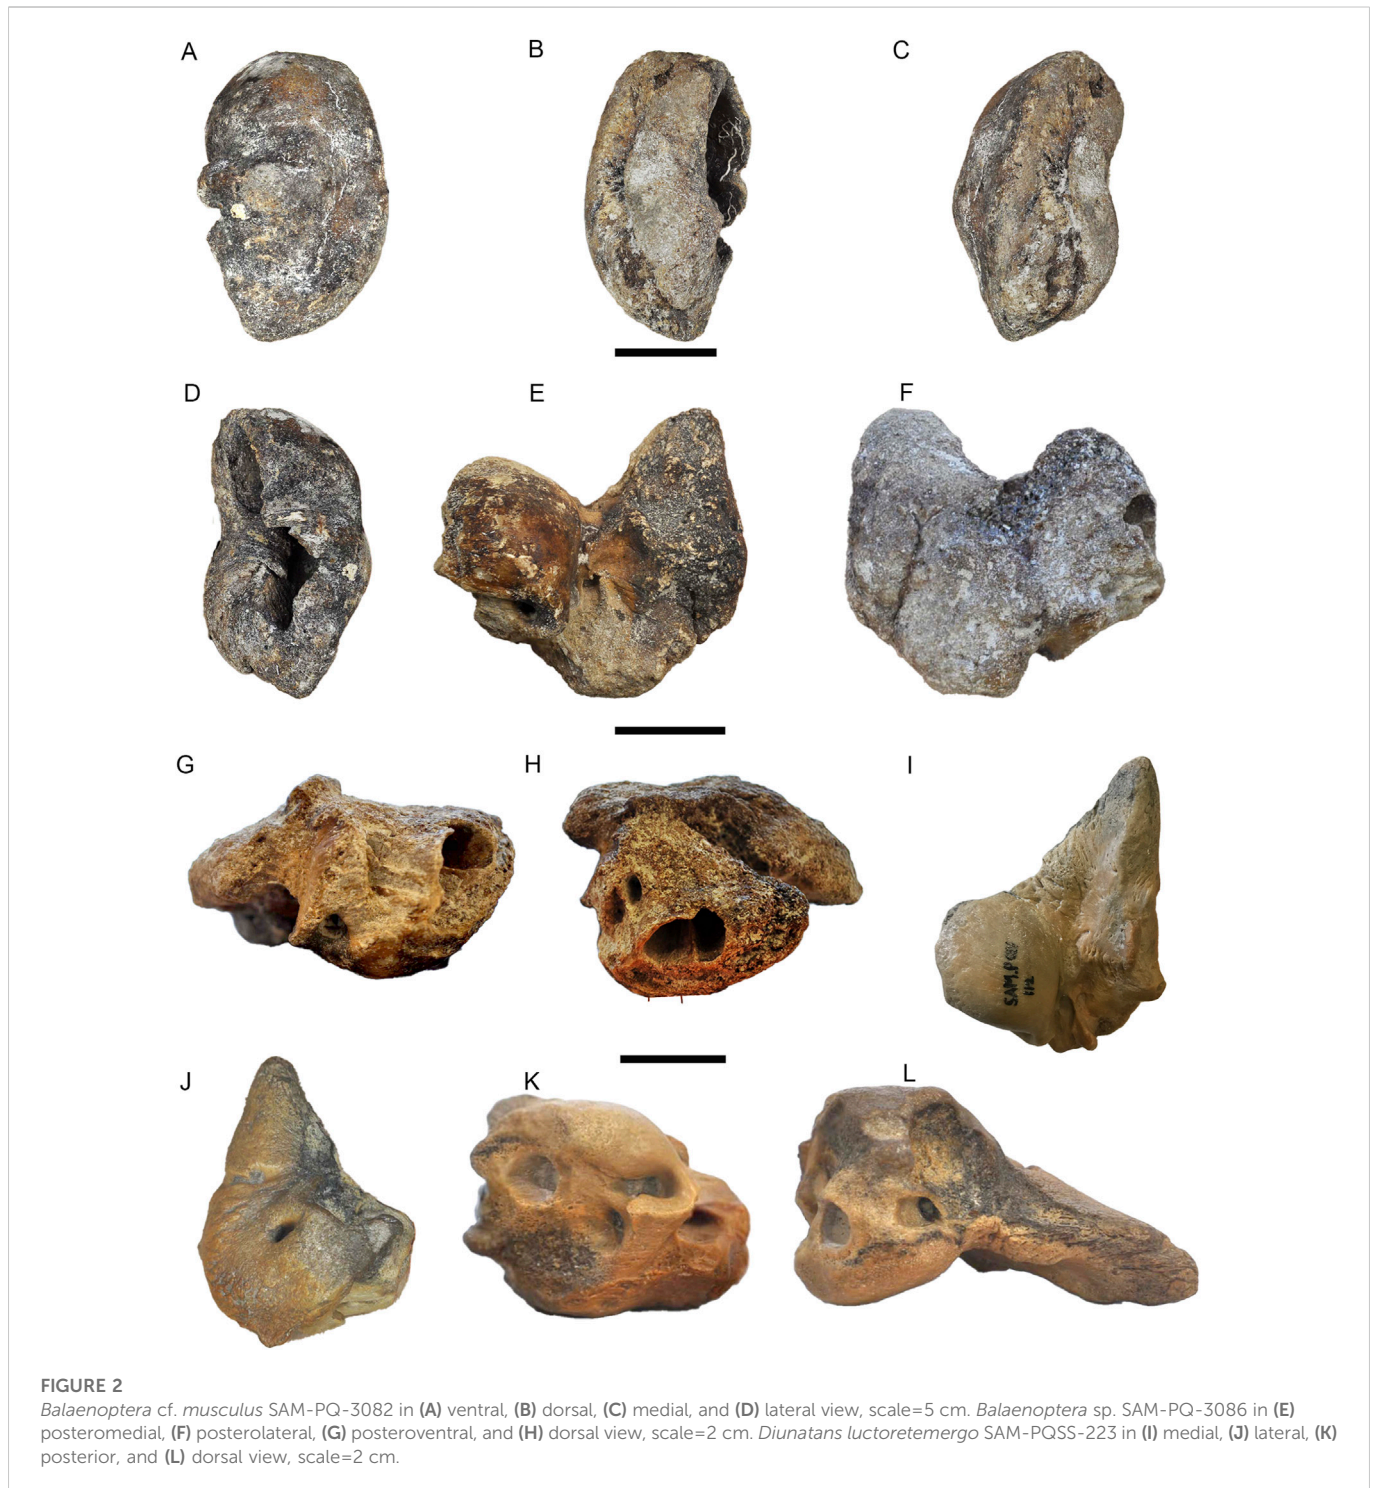 A
B
C
D
E
F
G
H
I
SAM.P
J
K
L
FIGURE 2
Balaenoptera cf. musculus SAM-PQ-3082 in (A) ventral, (B) dorsal, (C) medial, and (D) lateral view, scale=5 cm. Balaenoptera sp. SAM-PQ-3086 in (E)
posteromedial, (F) posterolateral, (G) posteroventral, and (H) dorsal view, scale=2 cm. Diunatans luctoretemergo SAM-PQSS-223 in (I) medial, (J) lateral, (K)
posterior, and (L) dorsal view, scale=2 cm.